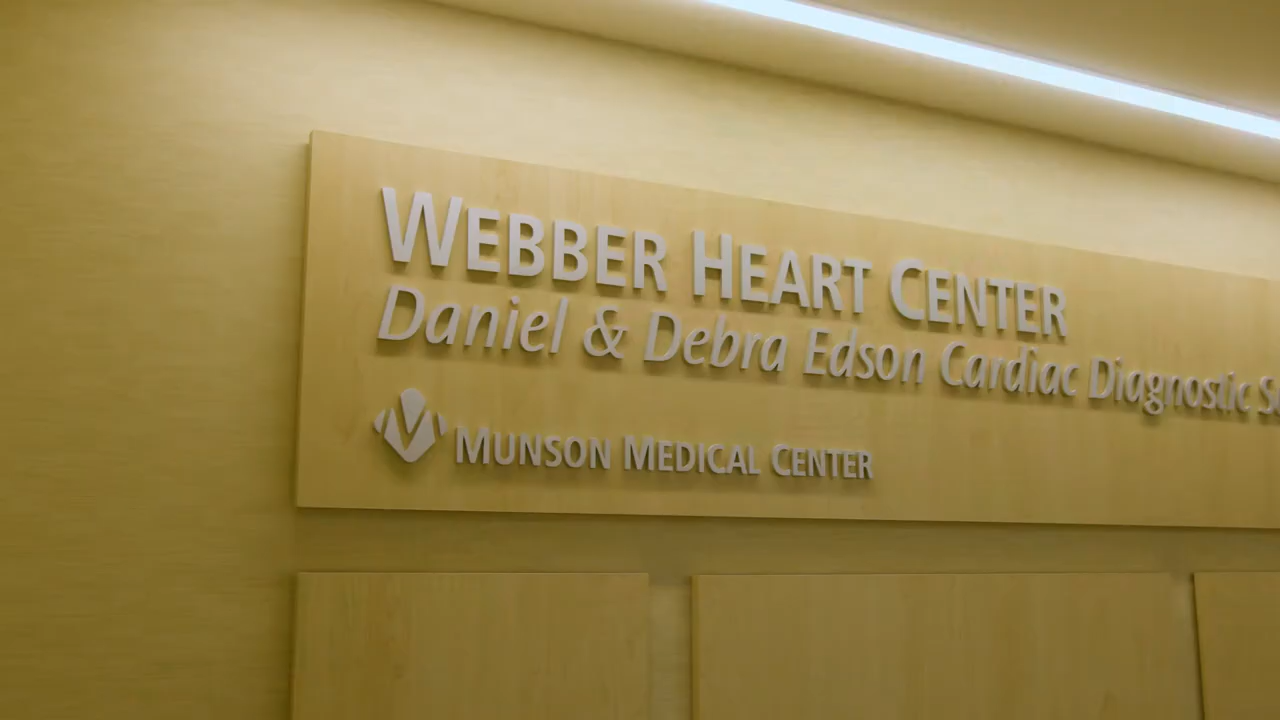 WEBBER HEART CENTER
Daniel & Debra Edson Cardiac Diagnostic
MUNSON MEDICAL CENTER